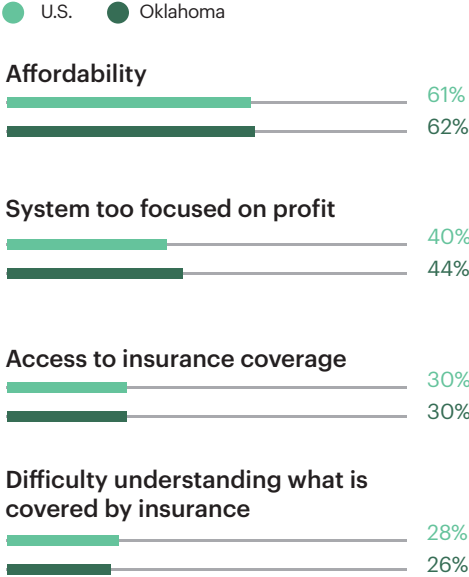 U.S. Oklahoma
Affordability
61%
62%
System too focused on profit
40%
44%
Access to insurance coverage
30%
30%
Difficulty understanding what is
covered by insurance
28%
26%